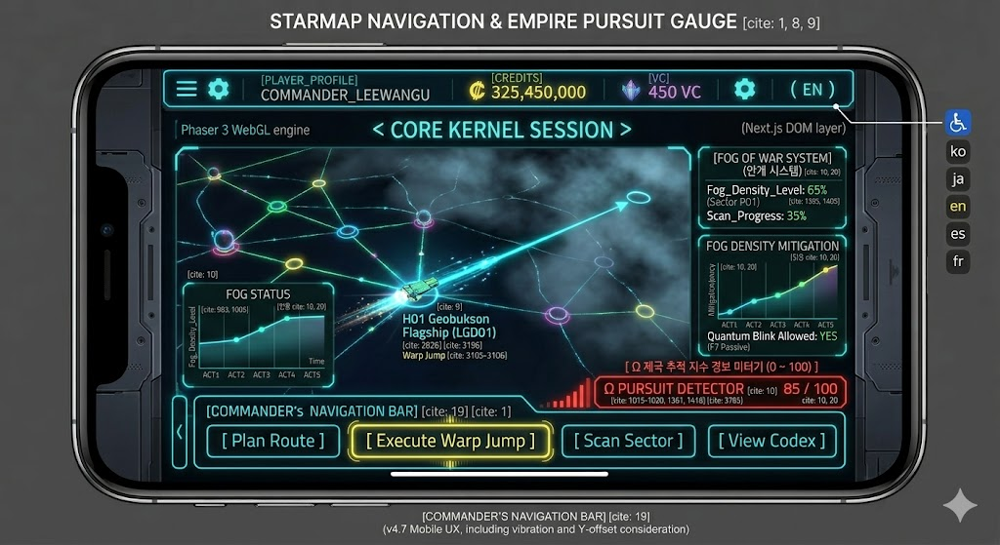 STARMAP NAVIGATION & EMPIRE PURSUIT GAUGE [cite: 1, 8, 9]
[PLAYER_PROFILE]
COMMANDER_LEEWANGU
[CREDITS]
325,450,000
[VC]
450 VC
( EN )
Phaser 3 WebGL engine
< CORE KERNEL SESSION >
(Next.js DOM layer)
ko
ja
en
es
fr
[FOG OF WAR SYSTEM]
(안개 시스템) [cits: 10, 20]
Fog_Density_Level: 65%
(Sector P01) [cite: 1385, 1405]
Scan_Progress: 35%
FOG DENSITY MITIGATION
cite: 10, 20]
[cite: 10, 20]
ACT1 ACT2 ACT3 ACT4 ACT5
Quantum Blink Allowed: YES
(F7 Passive)
[cite: 10]
FOG STATUS
[cite: 983, 1005]
cite: 10, 20]
Fog_Density_Level
Time
ACT1 ACT2 ACT3 ACT4 ACT5
[cite: 9]
H01 Geobukson
Flagship (LGD01)
[cite: 2826] [cite: 3196]
Warp Jump [cite: 3105-3106]
[ Ω 제국 추적 지수 경보 미터기 (0 ~ 100) ]
Ω PURSUIT DETECTOR [cite: 10] 85 / 100
[cite: 1015-1020, 1361, 1418] [cite: 3785] cite: 10, 20
[COMMANDER's NAVIGATION BAR] [cite: 19] [cite: 1]
<
[ Plan Route ]
[ Execute Warp Jump ]
[ Scan Sector ]
[ View Codex ]
[COMMANDER'S NAVIGATION BAR] [cite: 19]
(v4.7 Mobile UX, including vibration and Y-offset consideration)